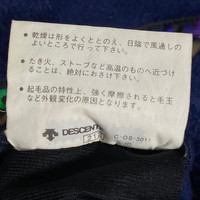 ・乾燥は形をよくととのえ、日陰で風通しの
よいところで行って下さい。
・たき火、ストーブなど高温のものへ近づけ
ることは、絶対におさけ下さい。
・起毛品の特性上、強く摩擦されると毛玉
など外観変化の原因となります。
DESCENTE